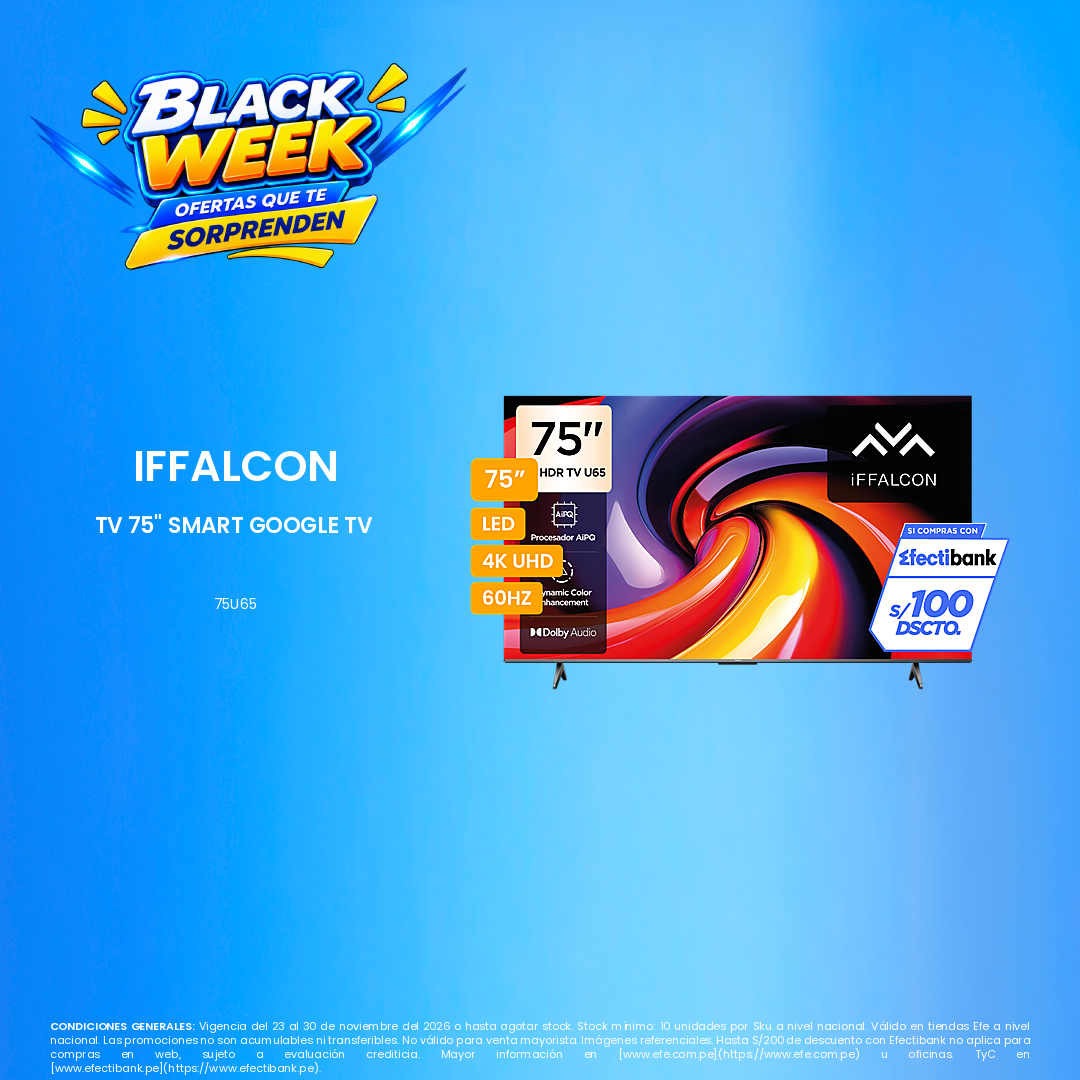 BLACK
WEEK
OFERTAS QUE TE
SORPRENDEN
IFFALCON
TV 75" SMART GOOGLE TV
75U65
75"
HDR TV U65
75"
LED
4K UHD
60HZ
AiPQ
Procesador AiPQ
Color
Dolby Audio
iFFALCON
SI COMPRAS CON
Efectibank
S/100
DSCTO.
CONDICIONES GENERALES: Vigencia del 23 al 30 de noviembre del 2026 o hasta agotar stock. Stock mínimo: 10 unidades por Sku a nivel nacional. Válido en tiendas Efe a nivel
nacional. Las promociones no son acumulables ni transferibles. No válido para venta mayorista. Imágenes referenciales. Hasta S/200 de descuento con Efectibank no aplica para
compras en web, sujeto a evaluación crediticia. Mayor información en [www.efe.com.pe](https://www.efe.com.pe) u oficinas. TyC en
[www.efectibank.pe](https://www.efectibank.pe).